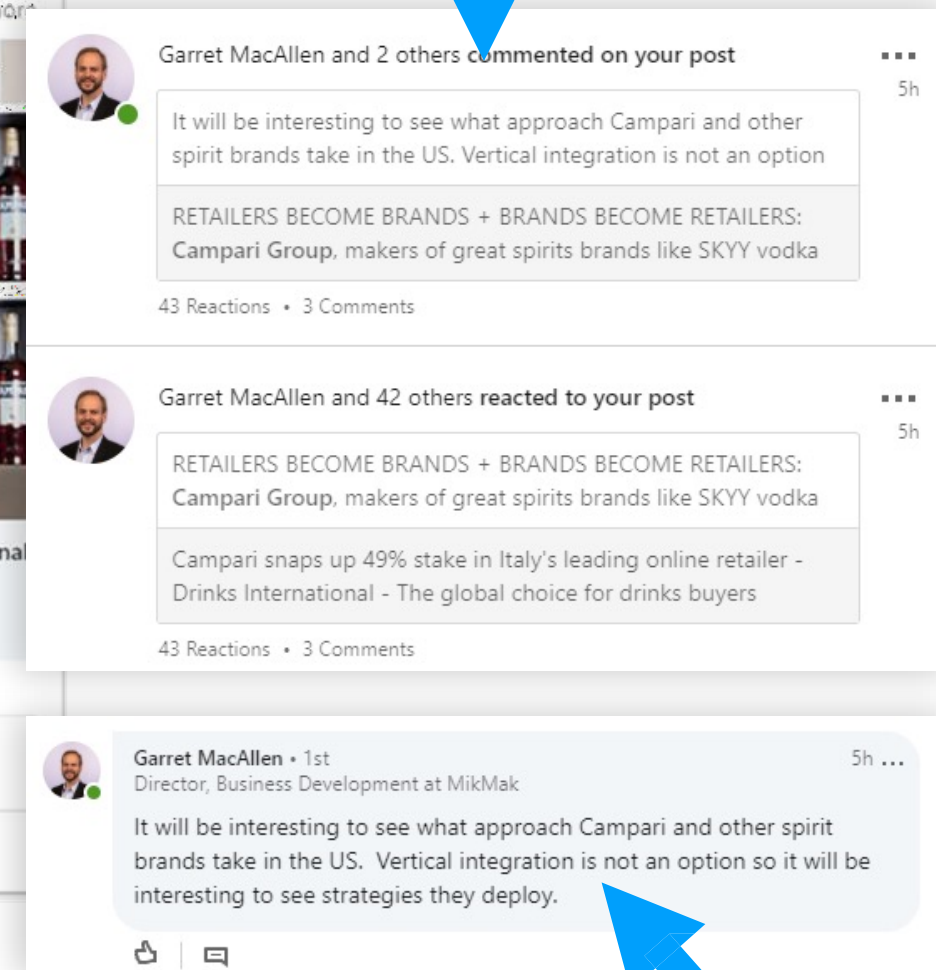 Garret MacAllen and 2 others commented on your post
5h
It will be interesting to see what approach Campari and other
spirit brands take in the US. Vertical integration is not an option
RETAILERS BECOME BRANDS + BRANDS BECOME RETAILERS:
Campari Group, makers of great spirits brands like SKYY vodka
43 Reactions • 3 Comments
Garret MacAllen and 42 others reacted to your post
5h
RETAILERS BECOME BRANDS + BRANDS BECOME RETAILERS:
Campari Group, makers of great spirits brands like SKYY vodka
Campari snaps up 49% stake in Italy's leading online retailer -
Drinks International - The global choice for drinks buyers
43 Reactions • 3 Comments
Garret MacAllen • 1st
5h ...
Director, Business Development at MikMak
It will be interesting to see what approach Campari and other spirit
brands take in the US. Vertical integration is not an option so it will be
interesting to see strategies they deploy.